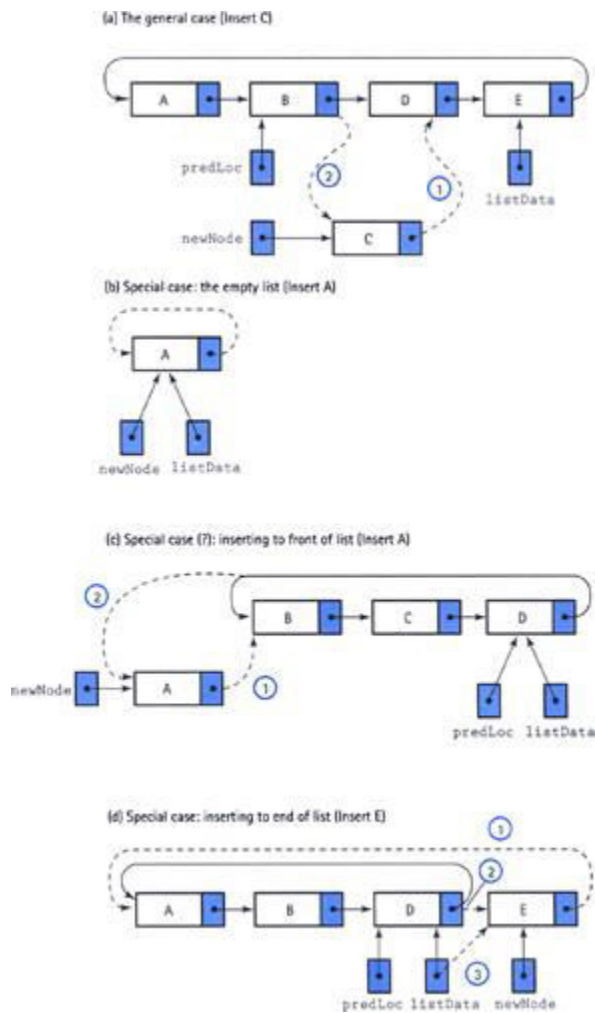 (a) The general case (Insert C)
A B D E
predLoc
2
1
listData
newNode
C
(b) Special case: the empty list (Insert A)
A
newNode listData
(c) Special case (?): inserting to front of list (Insert A)
2
B C D
newNode
A
1
predLoc listData
(d) Special case: inserting to end of list (Insert E)
1
2
A B D E
3
predLoc listData newNode